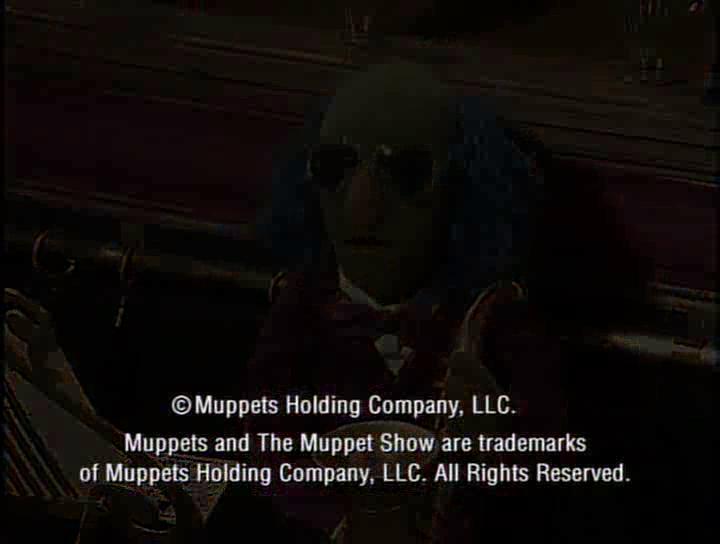 ©Muppets Holding Company, LLC.
Muppets and The Muppet Show are trademarks
of Muppets Holding Company, LLC. All Rights Reserved.